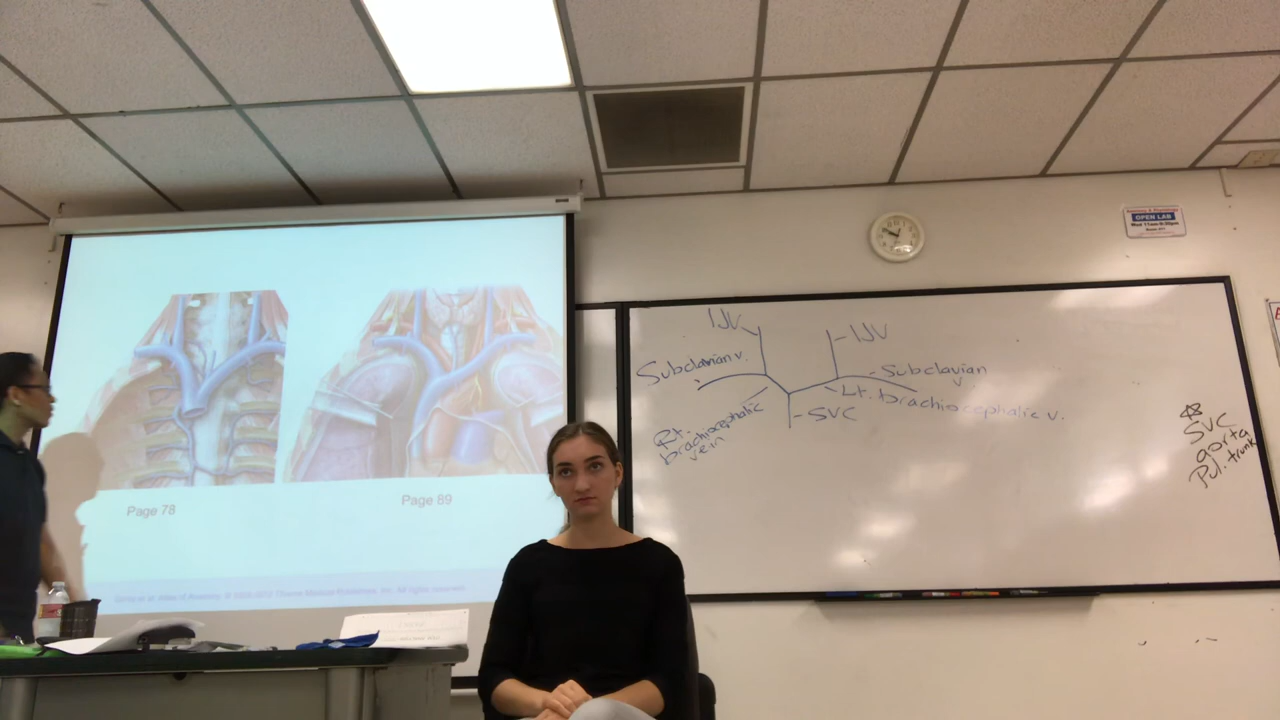 IJV
IJV
Subclavian v.
Subclavian
Lt. brachiocephalic v.
SVC
Rt.
brachiocephalic
vein
SVC
aorta
Pul. trunk
Page 78
Page 89
OPEN LAB